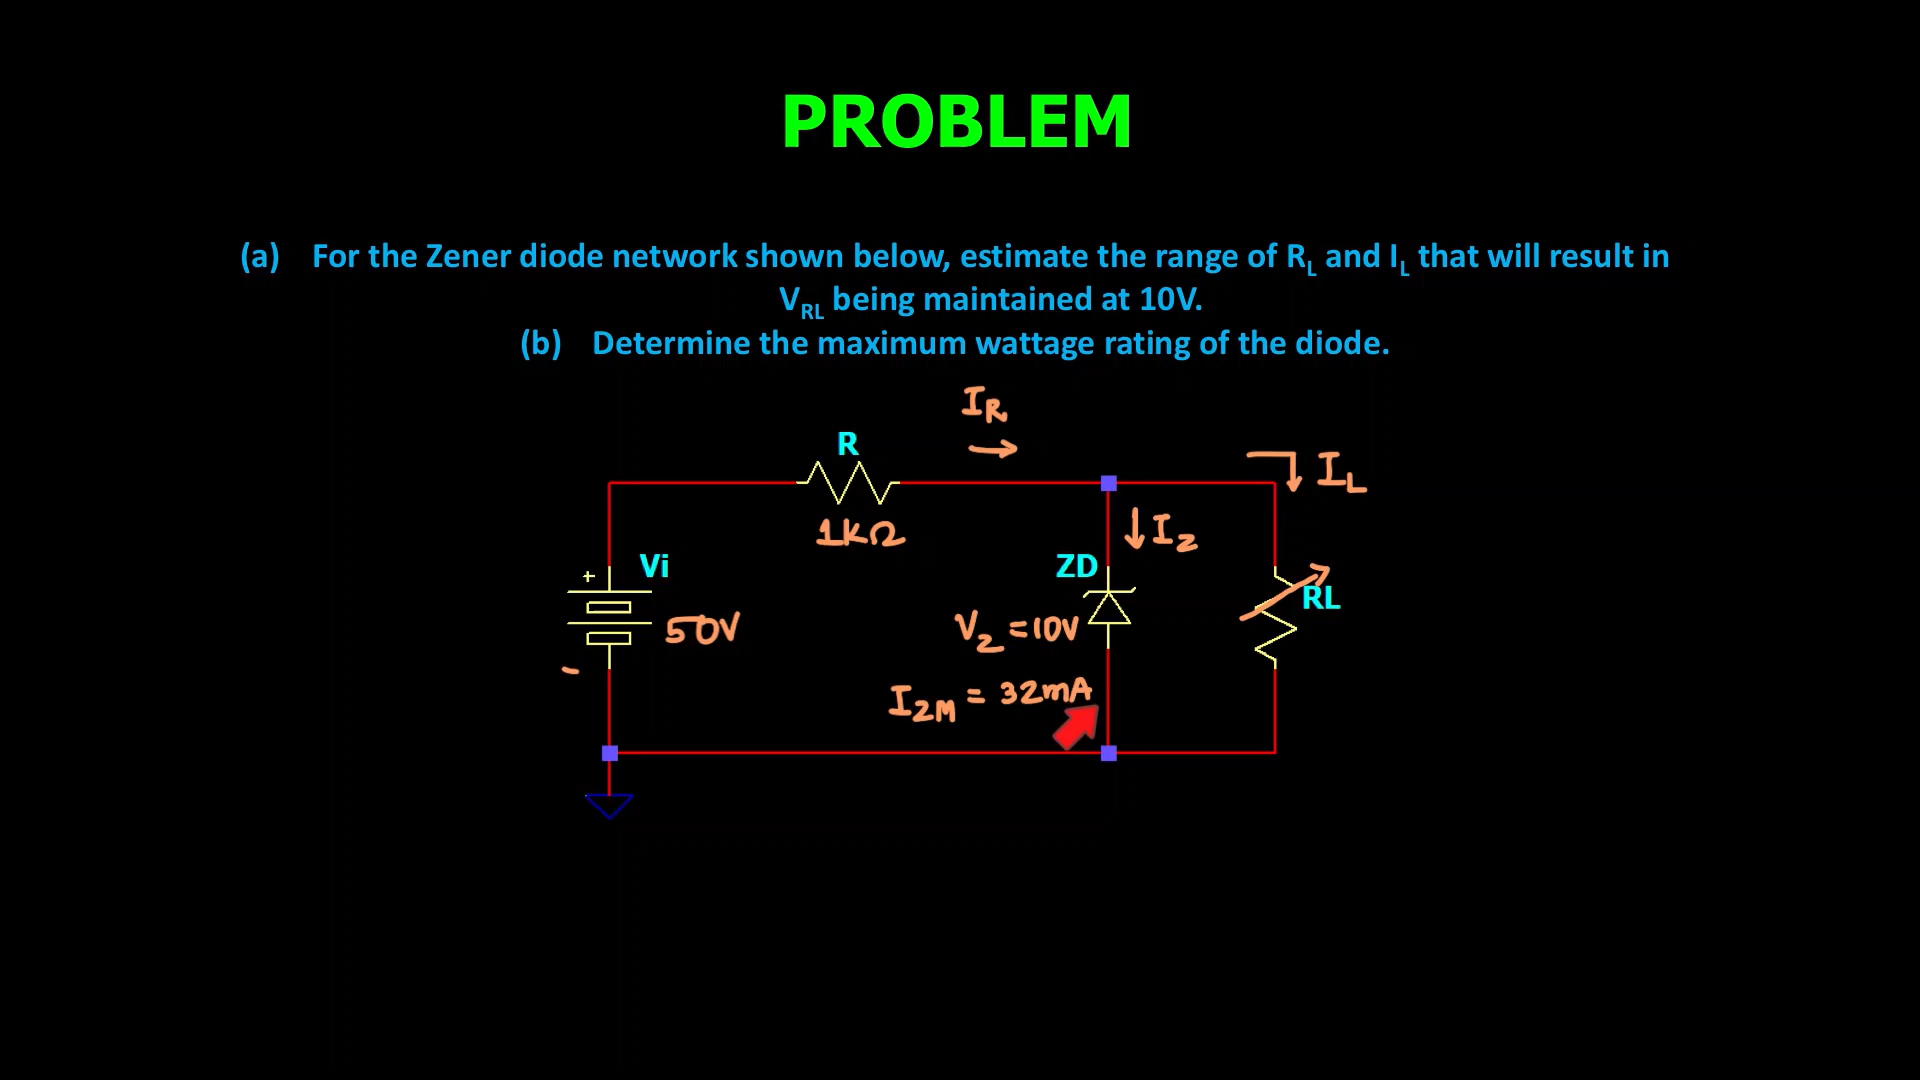 PROBLEM
(a) For the Zener diode network shown below, estimate the range of RL and IL that will result in
VRL being maintained at 10V.
(b) Determine the maximum wattage rating of the diode.
IR
R
IL
1kΩ
Iz
Vi
ZD
+
RL
50V
Vz = 10V
-
IzM = 32mA